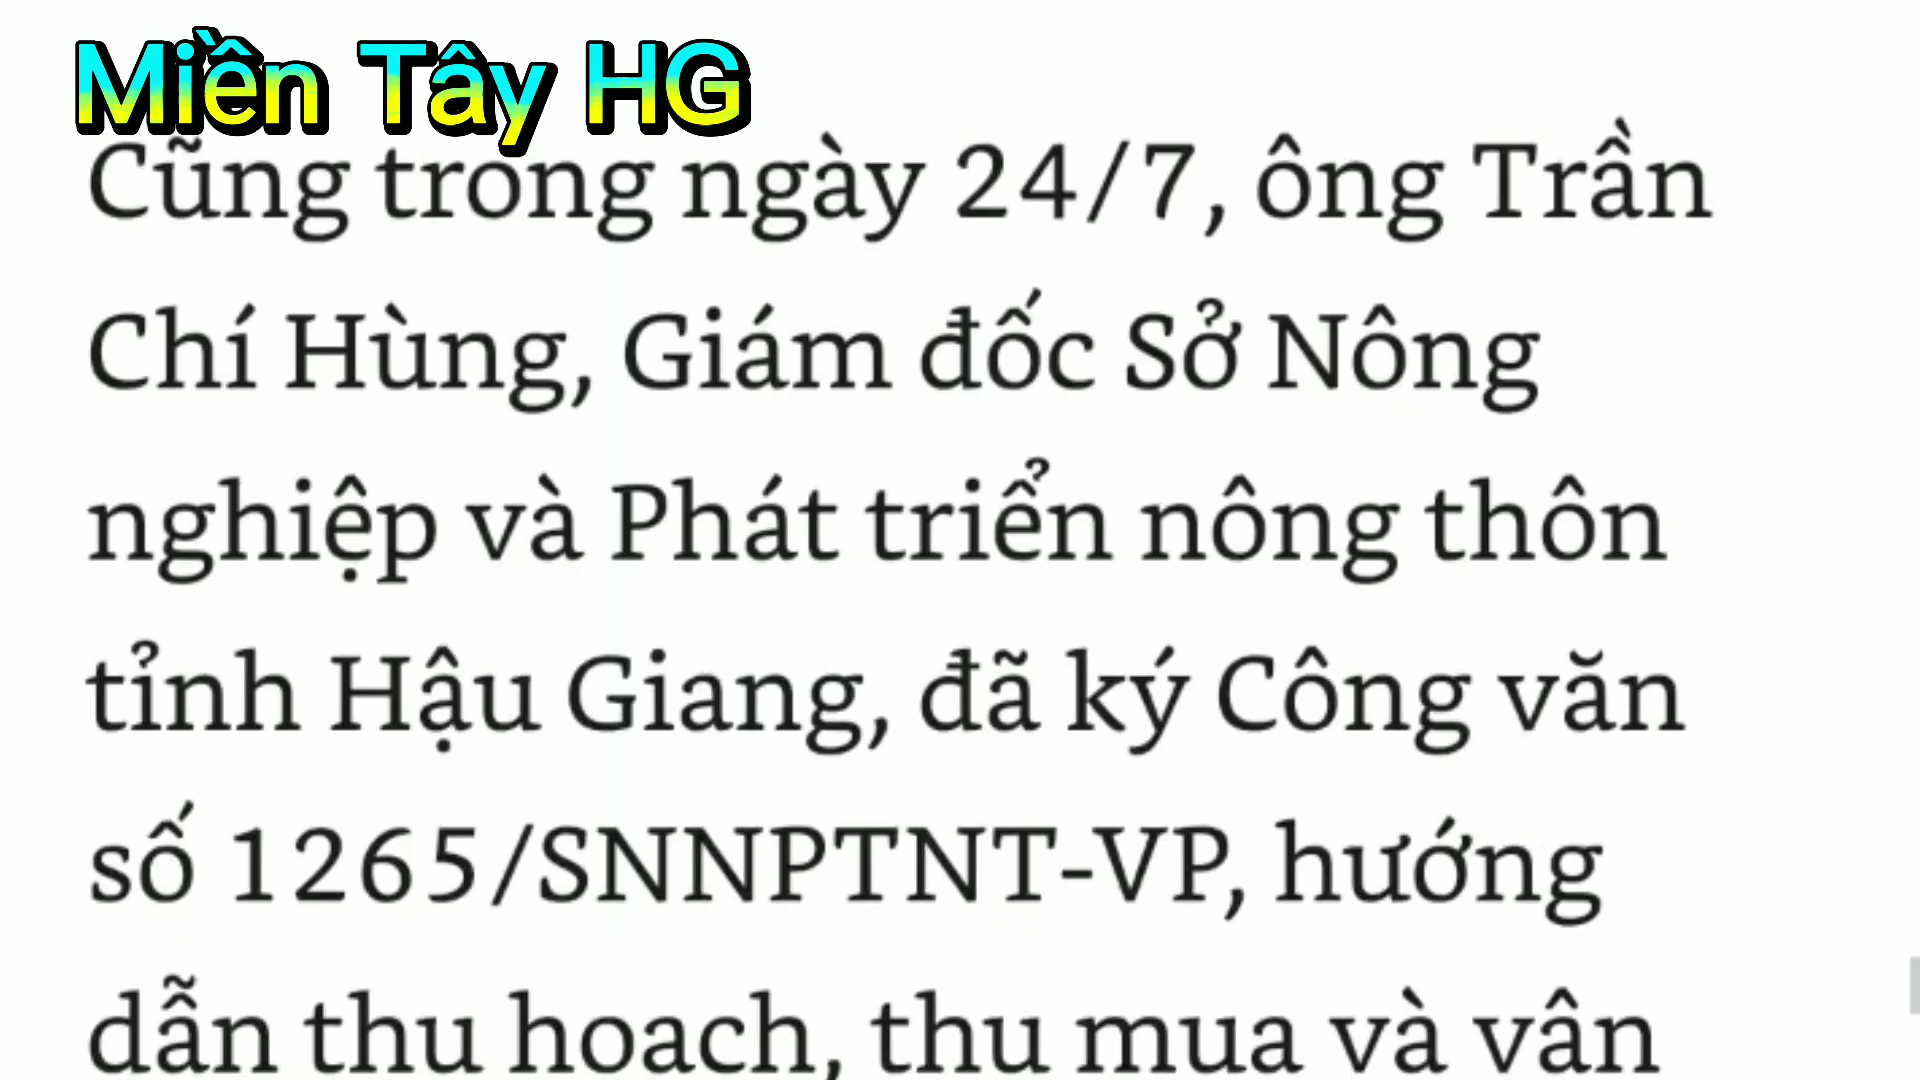 Miền Tây HG
Cũng trong ngày 24/7, ông Trần
Chí Hùng, Giám đốc Sở Nông
nghiệp và Phát triển nông thôn
tỉnh Hậu Giang, đã ký Công văn
số 1265/SNNPTNT-VP, hướng
dẫn thu hoạch, thu mua và vận